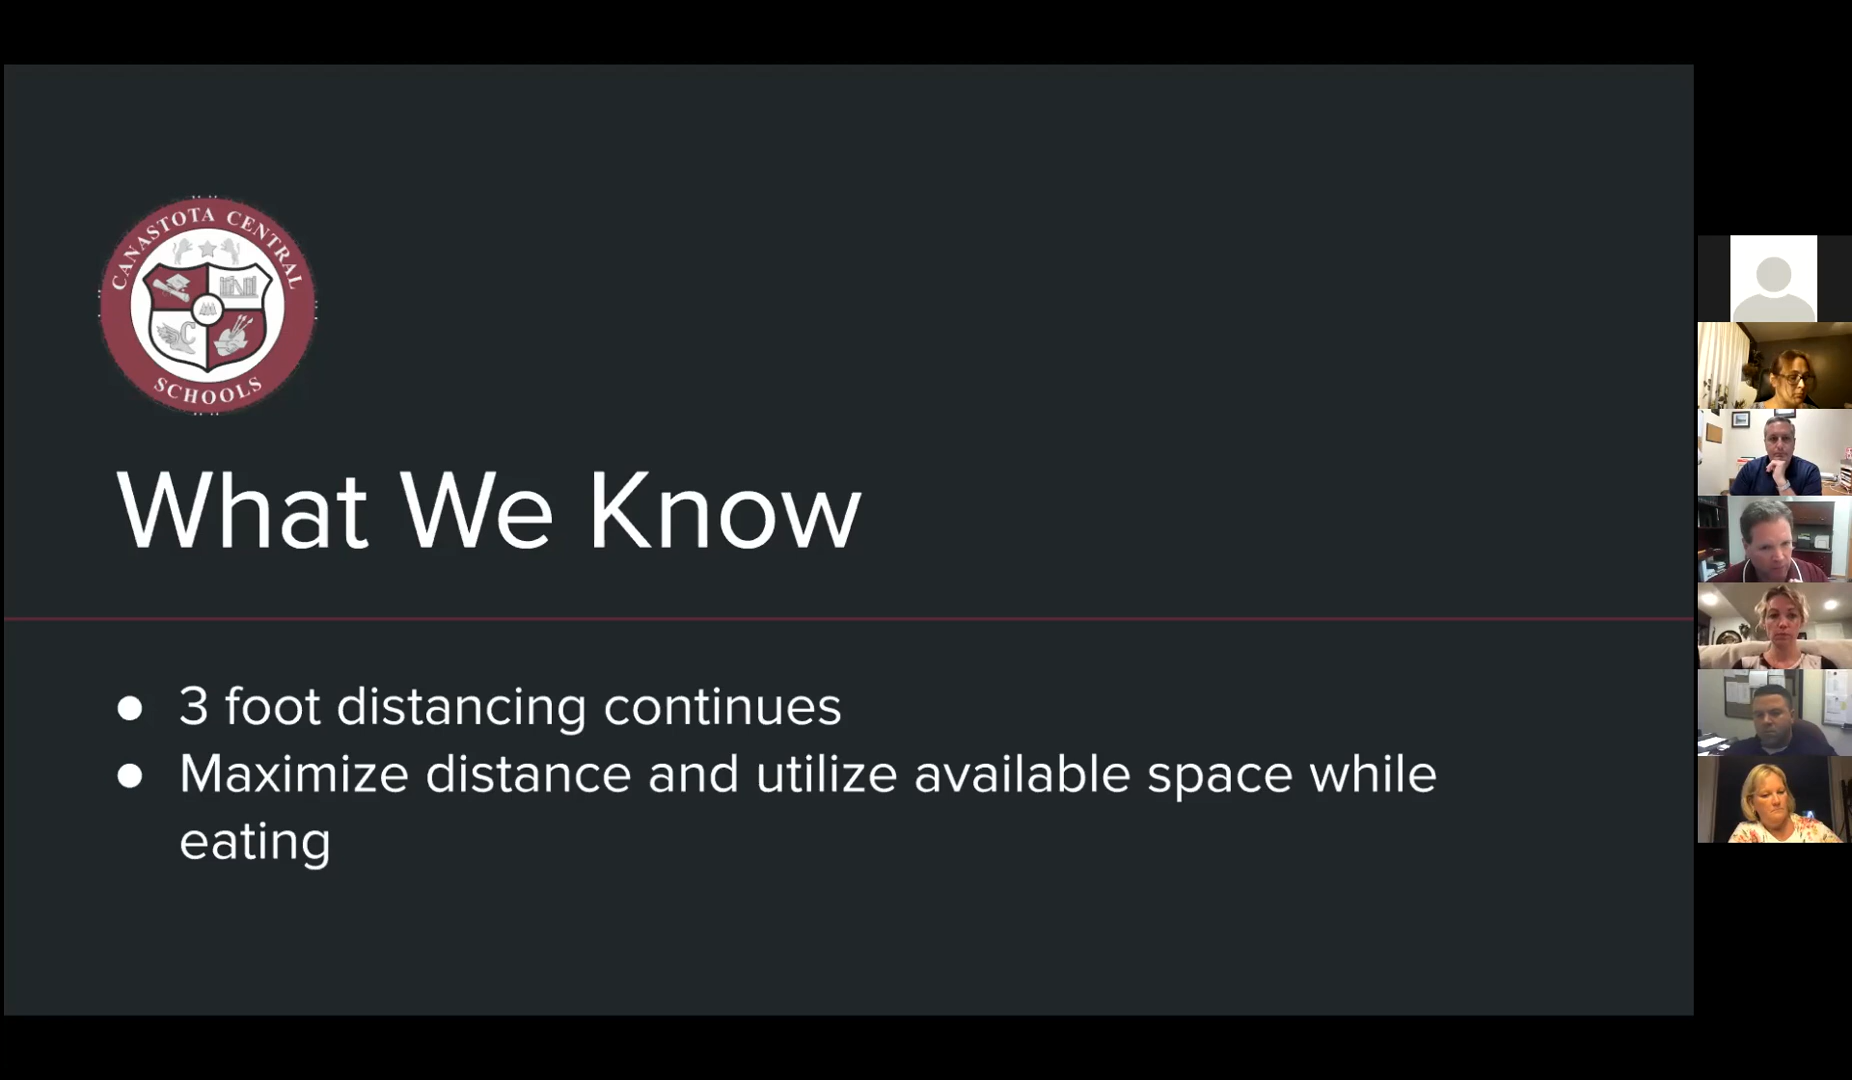 CANASTOTA CENTRAL
SCHOOLS
C
What We Know
● 3 foot distancing continues
● Maximize distance and utilize available space while
eating